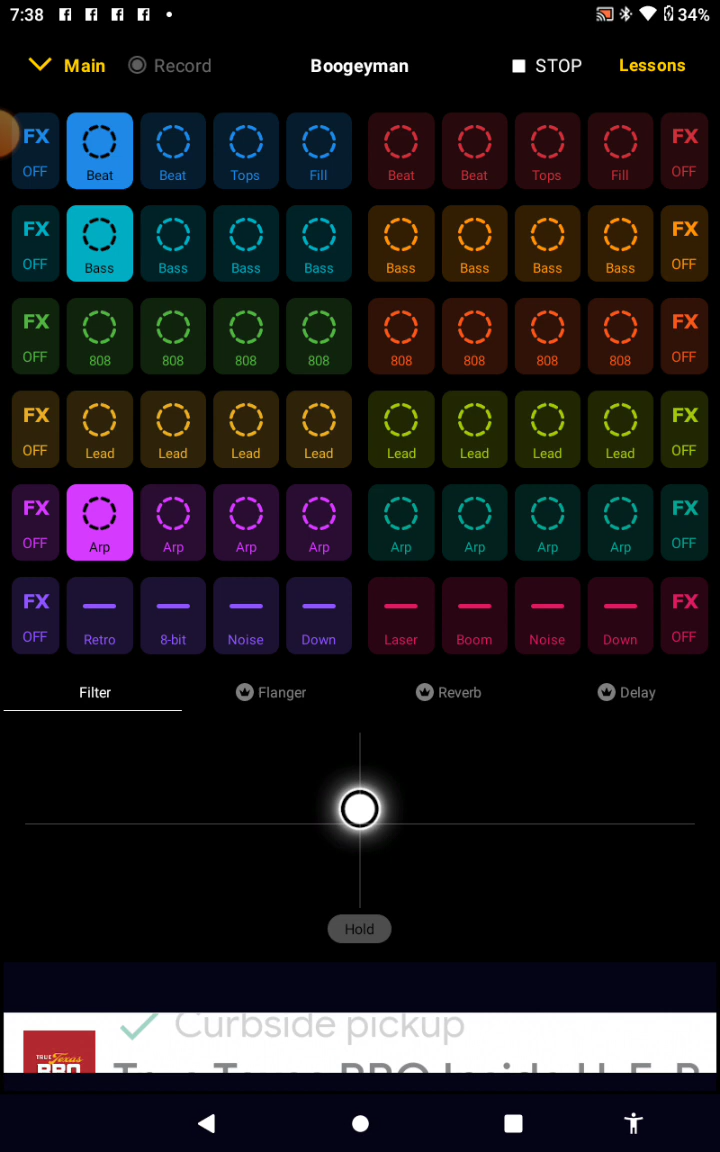 7:38 34%
Main Record Boogeyman STOP Lessons
FX Beat Beat Tops Fill Beat Beat Tops Fill FX
OFF OFF
FX Bass Bass Bass Bass Bass Bass Bass Bass FX
OFF OFF
FX 808 808 808 808 808 808 808 808 FX
OFF OFF
FX Lead Lead Lead Lead Lead Lead Lead Lead FX
OFF OFF
FX Arp Arp Arp Arp Arp Arp Arp Arp FX
OFF OFF
FX Retro 8-bit Noise Down Laser Boom Noise Down FX
OFF OFF
Filter Flanger Reverb Delay
Hold
Curbside pickup
TRUE Texas
BBQ